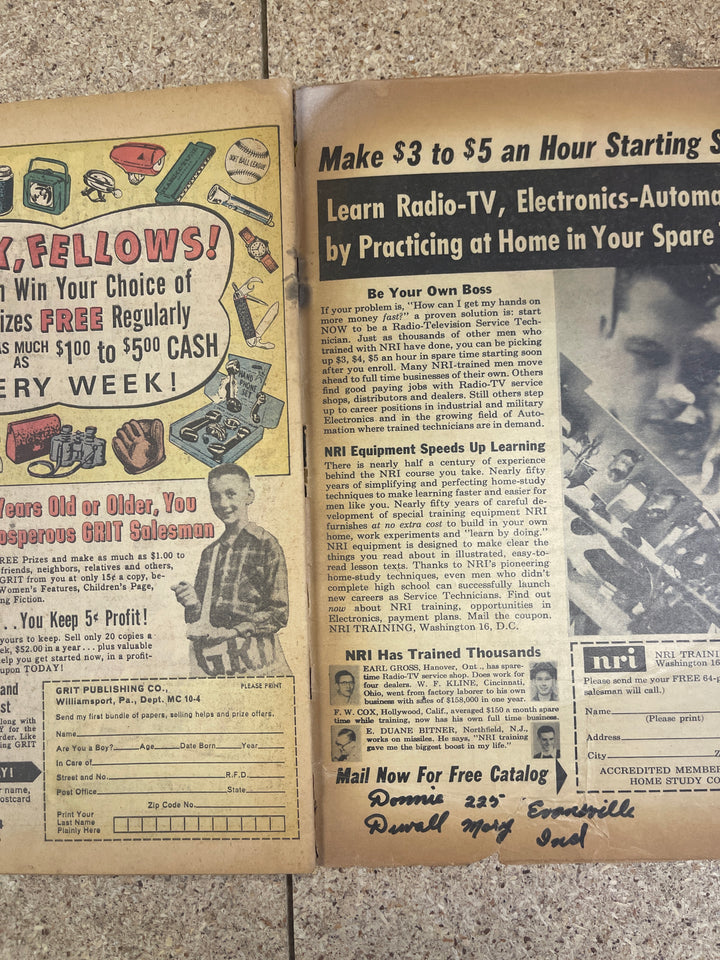 SOFT BALL LEAGUE
FELLOWS!
Win Your Choice of
FREE Regularly
AS MUCH $1.00 to $5.00 CASH
AS
WEEK!
HAND PHONE SET
Years Old or Older, You
GRIT Salesman
FREE Prizes and make as much as $1.00 to
friends, neighbors, relatives and others,
GRIT from you at only 15¢ a copy, be-
Women's Features, Children's Page,
Fiction.
...You Keep 5¢ Profit!
yours to keep. Sell only 20 copies a
$52.00 in a year... plus valuable
help you get started now, in a profit-
coupon TODAY!
and
along with
for the
order. Like
GRIT
or name,
postcard
GRIT
PLEASE PRINT
GRIT PUBLISHING CO.,
Williamsport, Pa., Dept. MC 10-4
Send my first bundle of papers, selling helps and prize offers.
Name
Are You a Boy? Age Date Born Year
In Care of
Street and No. R.F.D.
Post Office State
Zip Code No.
Print Your
Last Name
Plainly Here
Make $3 to $5 an Hour Starting
Learn Radio-TV, Electronics-Automa
by Practicing at Home in Your Spare
Be Your Own Boss
If your problem is, "How can I get my hands on
more money fast?" a proven solution is: start
NOW to be a Radio-Television Service Tech-
nician. Just as thousands of other men who
trained with NRI have done, you can be picking
up $3, $4, $5 an hour in spare time starting soon
after you enroll. Many NRI-trained men move
ahead to full time businesses of their own. Others
find good paying jobs with Radio-TV service
shops, distributors and dealers. Still others step
up to career positions in industrial and military
Electronics and in the growing field of Auto-
mation where trained technicians are in demand.
NRI Equipment Speeds Up Learning
There is nearly half a century of experience
behind the NRI course you take. Nearly fifty
years of simplifying and perfecting home-study
techniques to make learning faster and easier for
men like you. Nearly fifty years of careful de-
velopment of special training equipment NRI
furnishes at no extra cost to build in your own
home, work experiments and "learn by doing."
NRI equipment is designed to make clear the
things you read about in illustrated, easy-to-
read lesson texts. Thanks to NRI's pioneering
home-study techniques, even men who didn't
complete high school can successfully launch
new careers as Service Technicians. Find out
now about NRI training, opportunities in
Electronics, payment plans. Mail the coupon.
NRI TRAINING, Washington 16, D.C.
NRI Has Trained Thousands
EARL GROSS, Hanover, Ont., has spare-
time Radio-TV service shop. Does work for
four dealers. W. F. KLINE, Cincinnati,
Ohio, went from factory laborer to his own
business with sales of $158,000 in one year.
F. W. COX, Hollywood, Calif., averaged $150 a month spare
time while training, now has his own full time business.
E. DUANE BITNER, Northfield, N.J.,
works on missiles. He says, "NRI training
gave me the biggest boost in my life."
Mail Now For Free Catalog
nri
NRI TRAINI
Washington 16
Please send me your FREE 64-p
salesman will call.)
Name
(Please print)
Address
City Z
ACCREDITED MEMBE
HOME STUDY CO
Donnie 225 Evansville
Duvall Mary Ind